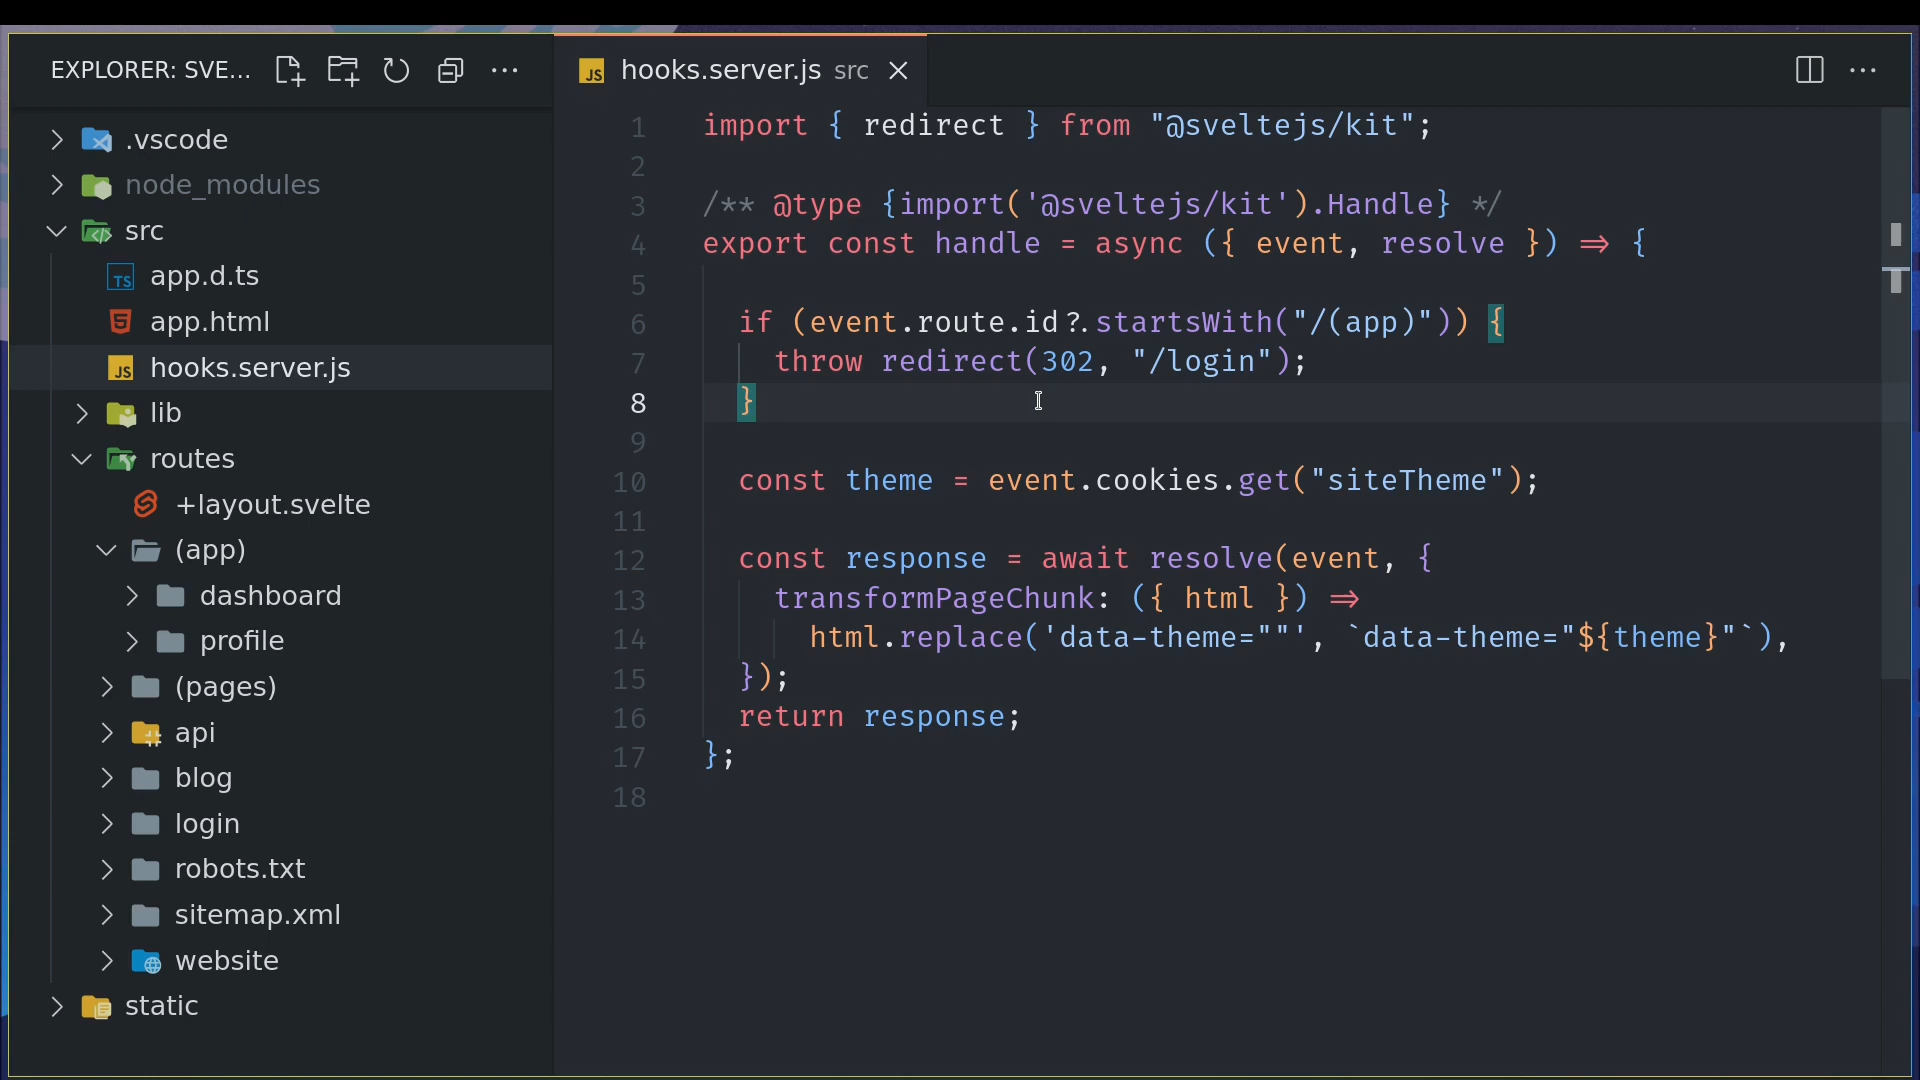 EXPLORER: SVE...
.vscode
node_modules
src
app.d.ts
app.html
hooks.server.js
lib
routes
+layout.svelte
(app)
dashboard
profile
(pages)
api
blog
login
robots.txt
sitemap.xml
website
static
JS hooks.server.js src
1 import { redirect } from "@sveltejs/kit";
2
3 /** @type {import('@sveltejs/kit').Handle} */
4 export const handle = async ({ event, resolve }) => {
5
6 if (event.route.id?.startsWith("/(app)")) {
7 throw redirect(302, "/login");
8 }
9
10 const theme = event.cookies.get("siteTheme");
11
12 const response = await resolve(event, {
13 transformPageChunk: ({ html }) =>
14 html.replace('data-theme=""', `data-theme="${theme}"`),
15 });
16 return response;
17 };
18